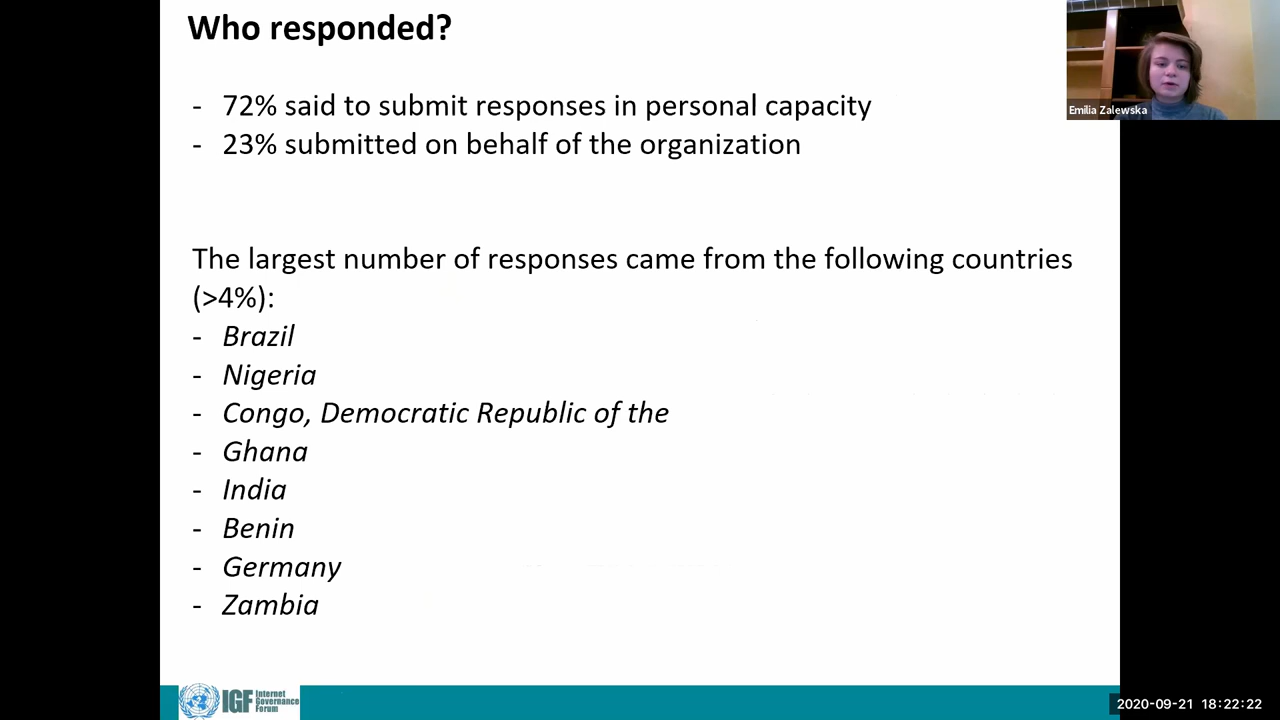 Who responded?
- 72% said to submit responses in personal capacity
- 23% submitted on behalf of the organization
Emilia Zalewska
The largest number of responses came from the following countries
(>4%):
- Brazil
- Nigeria
- Congo, Democratic Republic of the
- Ghana
- India
- Benin
- Germany
- Zambia
IGF Internet
Governance
Forum
2020-09-21 18:22:22